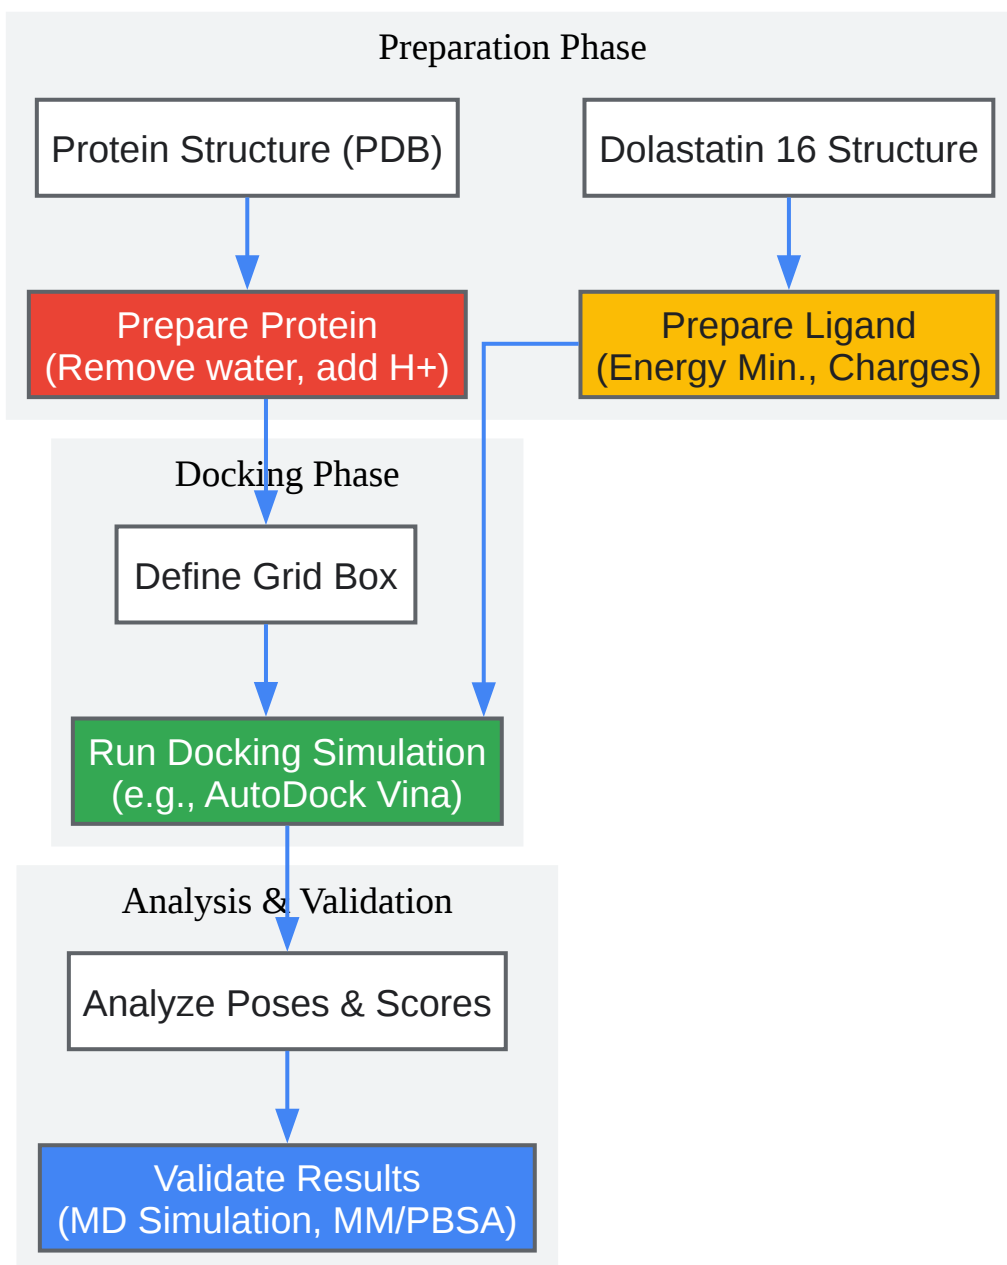 Preparation Phase
Protein Structure (PDB)
Dolastatin 16 Structure
Prepare Protein
(Remove water, add H+)
Prepare Ligand
(Energy Min., Charges)
Docking Phase
Define Grid Box
Run Docking Simulation
(e.g., AutoDock Vina)
Analysis & Validation
Analyze Poses & Scores
Validate Results
(MD Simulation, MM/PBSA)